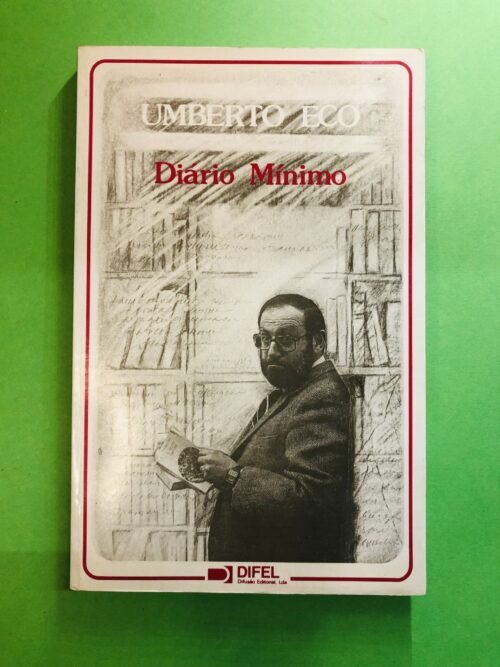 UMBERTO ECO
Diário Mínimo
DIFEL
Difusão Editorial, Lda